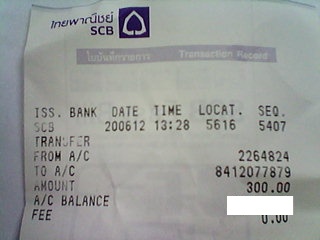 ไทยพาณิชย์
SCB
ใบบันทึกรายการ Transaction Record
ISS. BANK DATE TIME LOCAT. SEQ.
SCB 200612 13:28 5616 5407
TRANSFER
FROM A/C 2264824
TO A/C 8412077879
AMOUNT 300.00
A/C BALANCE
FEE 0.00